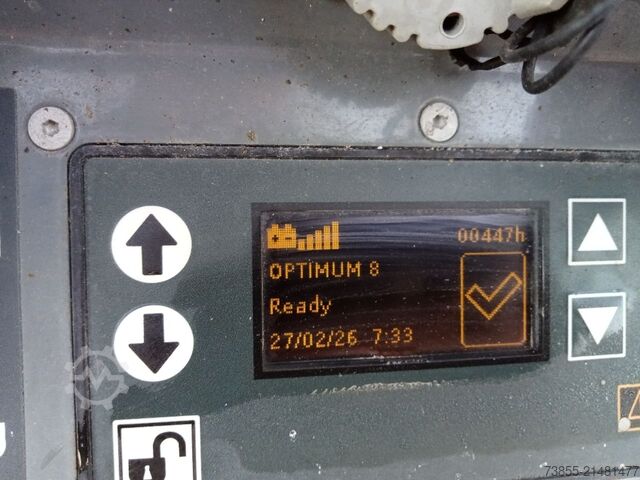 00447h
OPTIMUM 8
Ready
27/02/26 7:33
73855-21481477